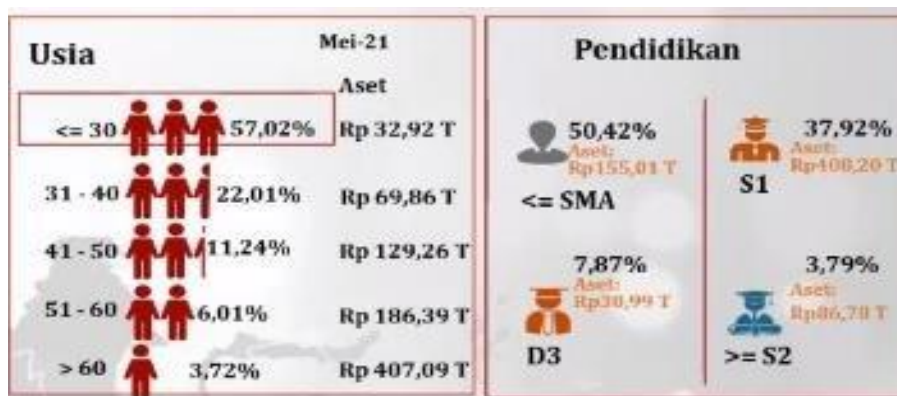 Usia
Mei-21
Aset
<= 30 57,02% Rp 32,92 T
31 - 40 22,01% Rp 69,86 T
41 - 50 11,24% Rp 129,26 T
51 - 60 6,01% Rp 186,39 T
> 60 3,72% Rp 407,09 T
Pendidikan
50,42%
Aset:
Rp155,01 T
<= SMA
37,92%
Aset:
Rp408,20 T
S1
7,87%
Aset:
Rp30,99 T
D3
3,79%
Aset:
Rp86,78 T
>= S2